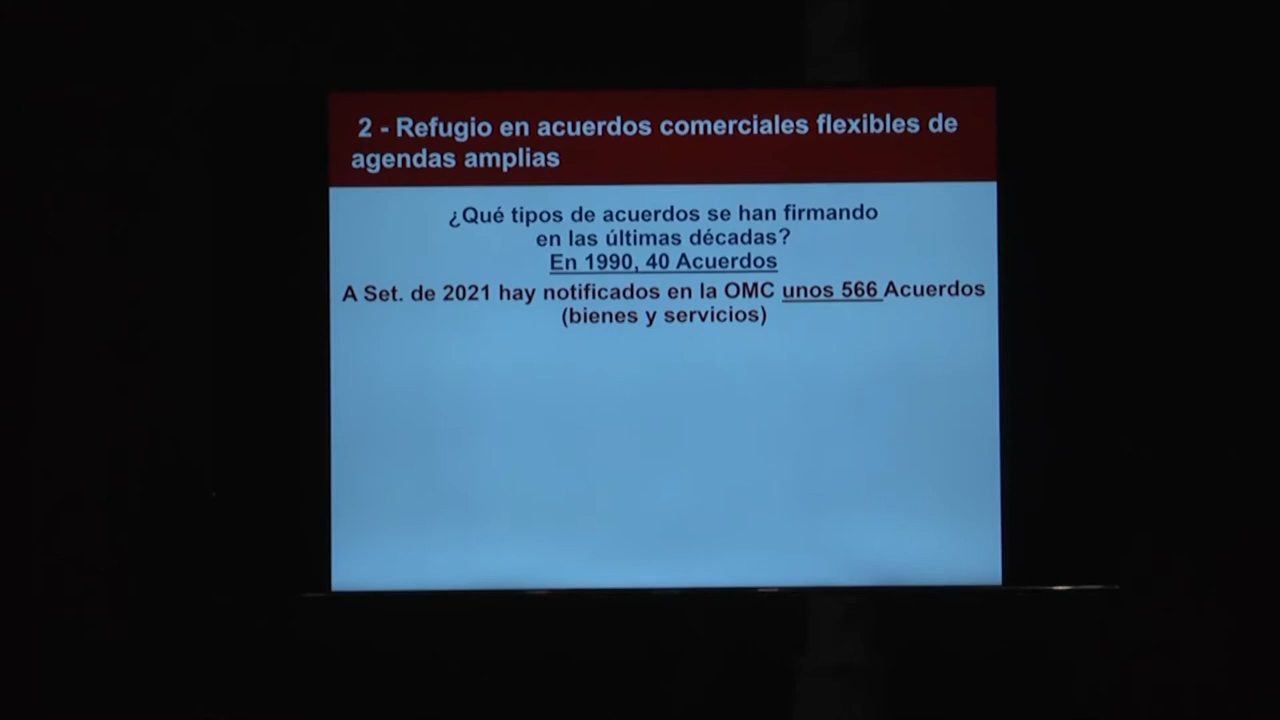 2 - Refugio en acuerdos comerciales flexibles de
agendas amplias
¿Qué tipos de acuerdos se han firmando
en las últimas décadas?
En 1990, 40 Acuerdos
A Set. de 2021 hay notificados en la OMC unos 566 Acuerdos
(bienes y servicios)